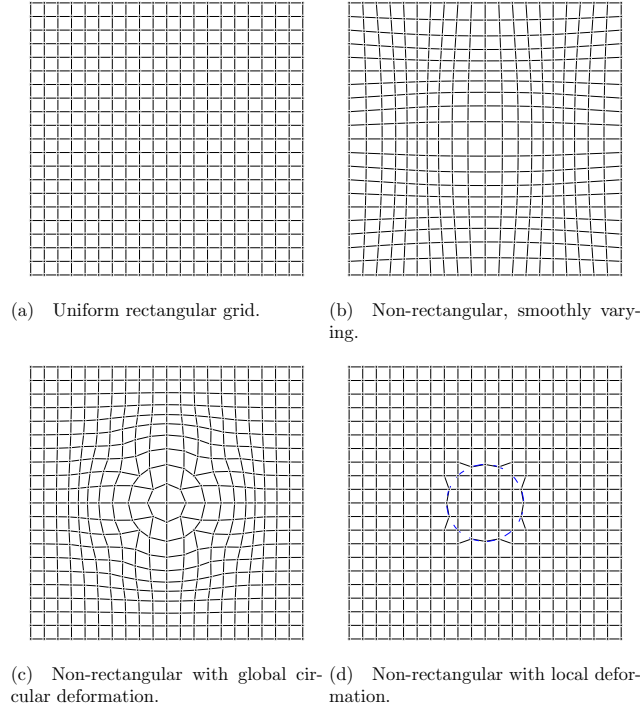 (a) Uniform rectangular grid.
(b) Non-rectangular, smoothly vary-
ing.
(c) Non-rectangular with global cir-
cular deformation.
(d) Non-rectangular with local defor-
mation.